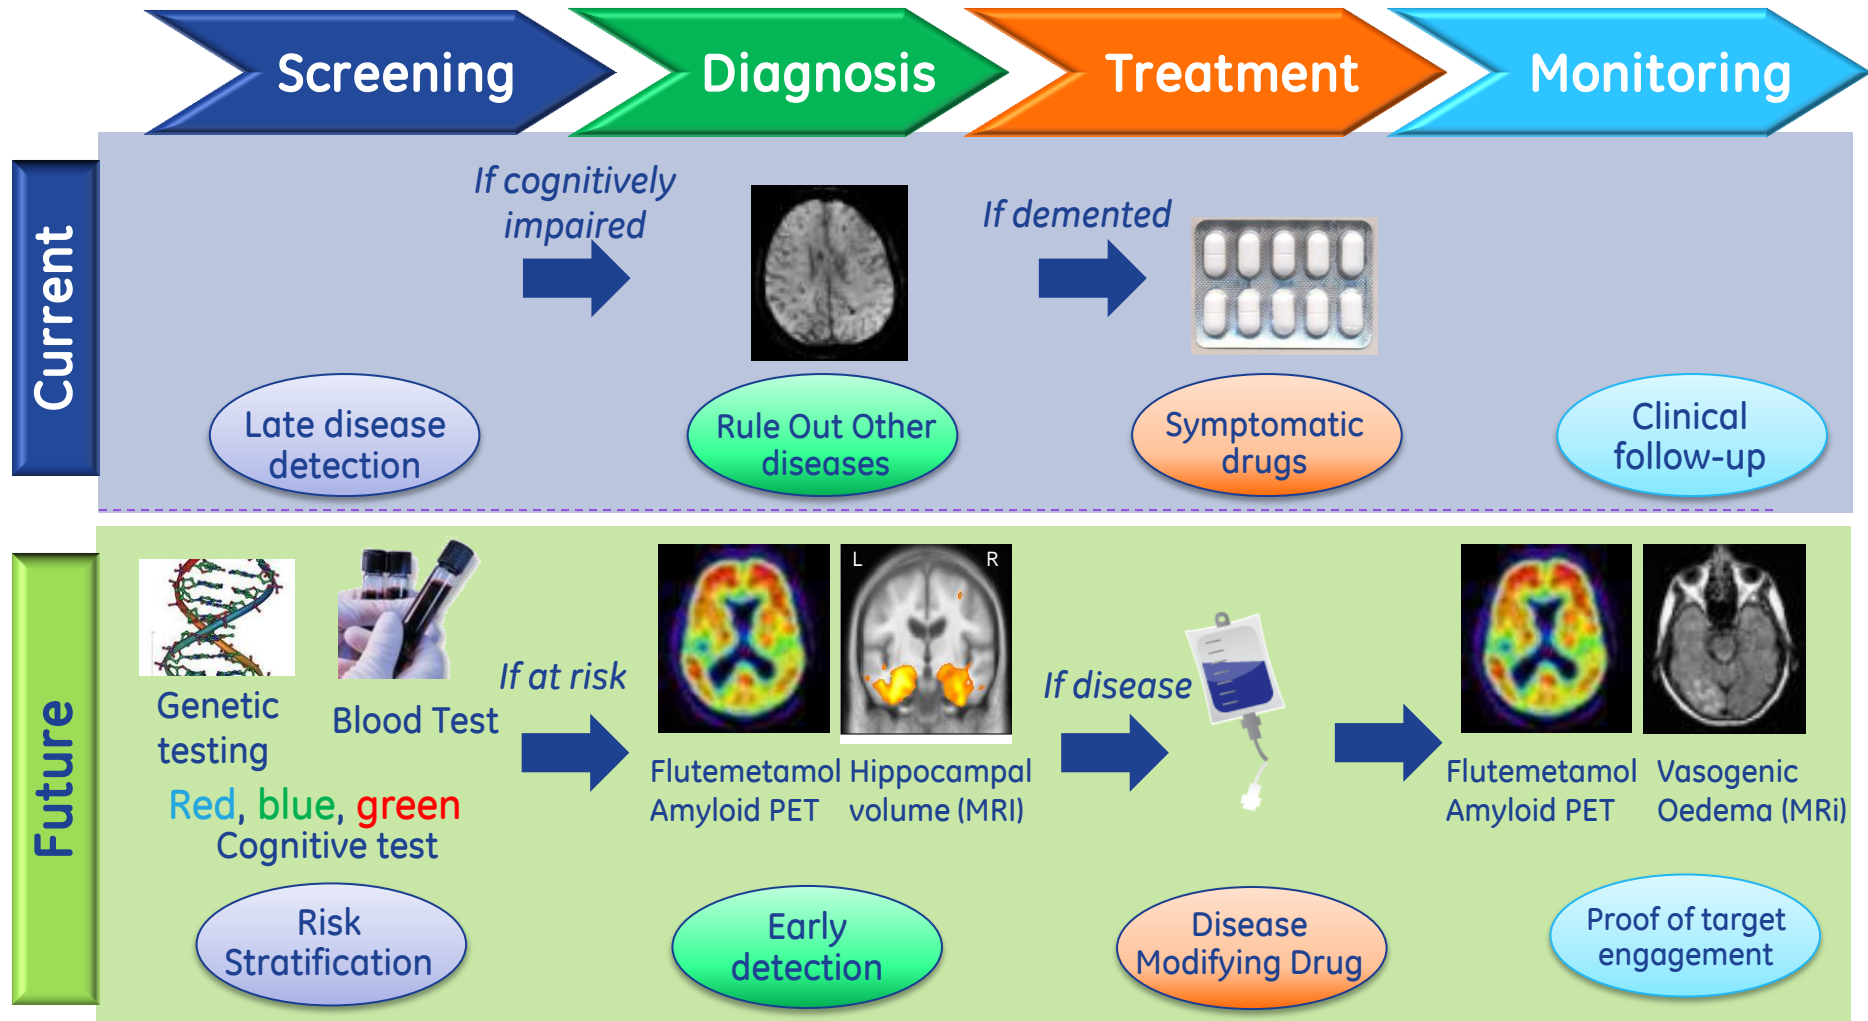 Screening
Diagnosis
Treatment
Monitoring
Current
If cognitively
impaired
If demented
Late disease
detection
Rule Out Other
diseases
Symptomatic
drugs
Clinical
follow-up
Future
Genetic
testing
Blood Test
Red, blue, green
Cognitive test
If at risk
L
R
Flutemetamol
Amyloid PET
Hippocampal
volume (MRI)
If disease
Flutemetamol
Amyloid PET
Vasogenic
Oedema (MRi)
Risk
Stratification
Early
detection
Disease
Modifying Drug
Proof of target
engagement